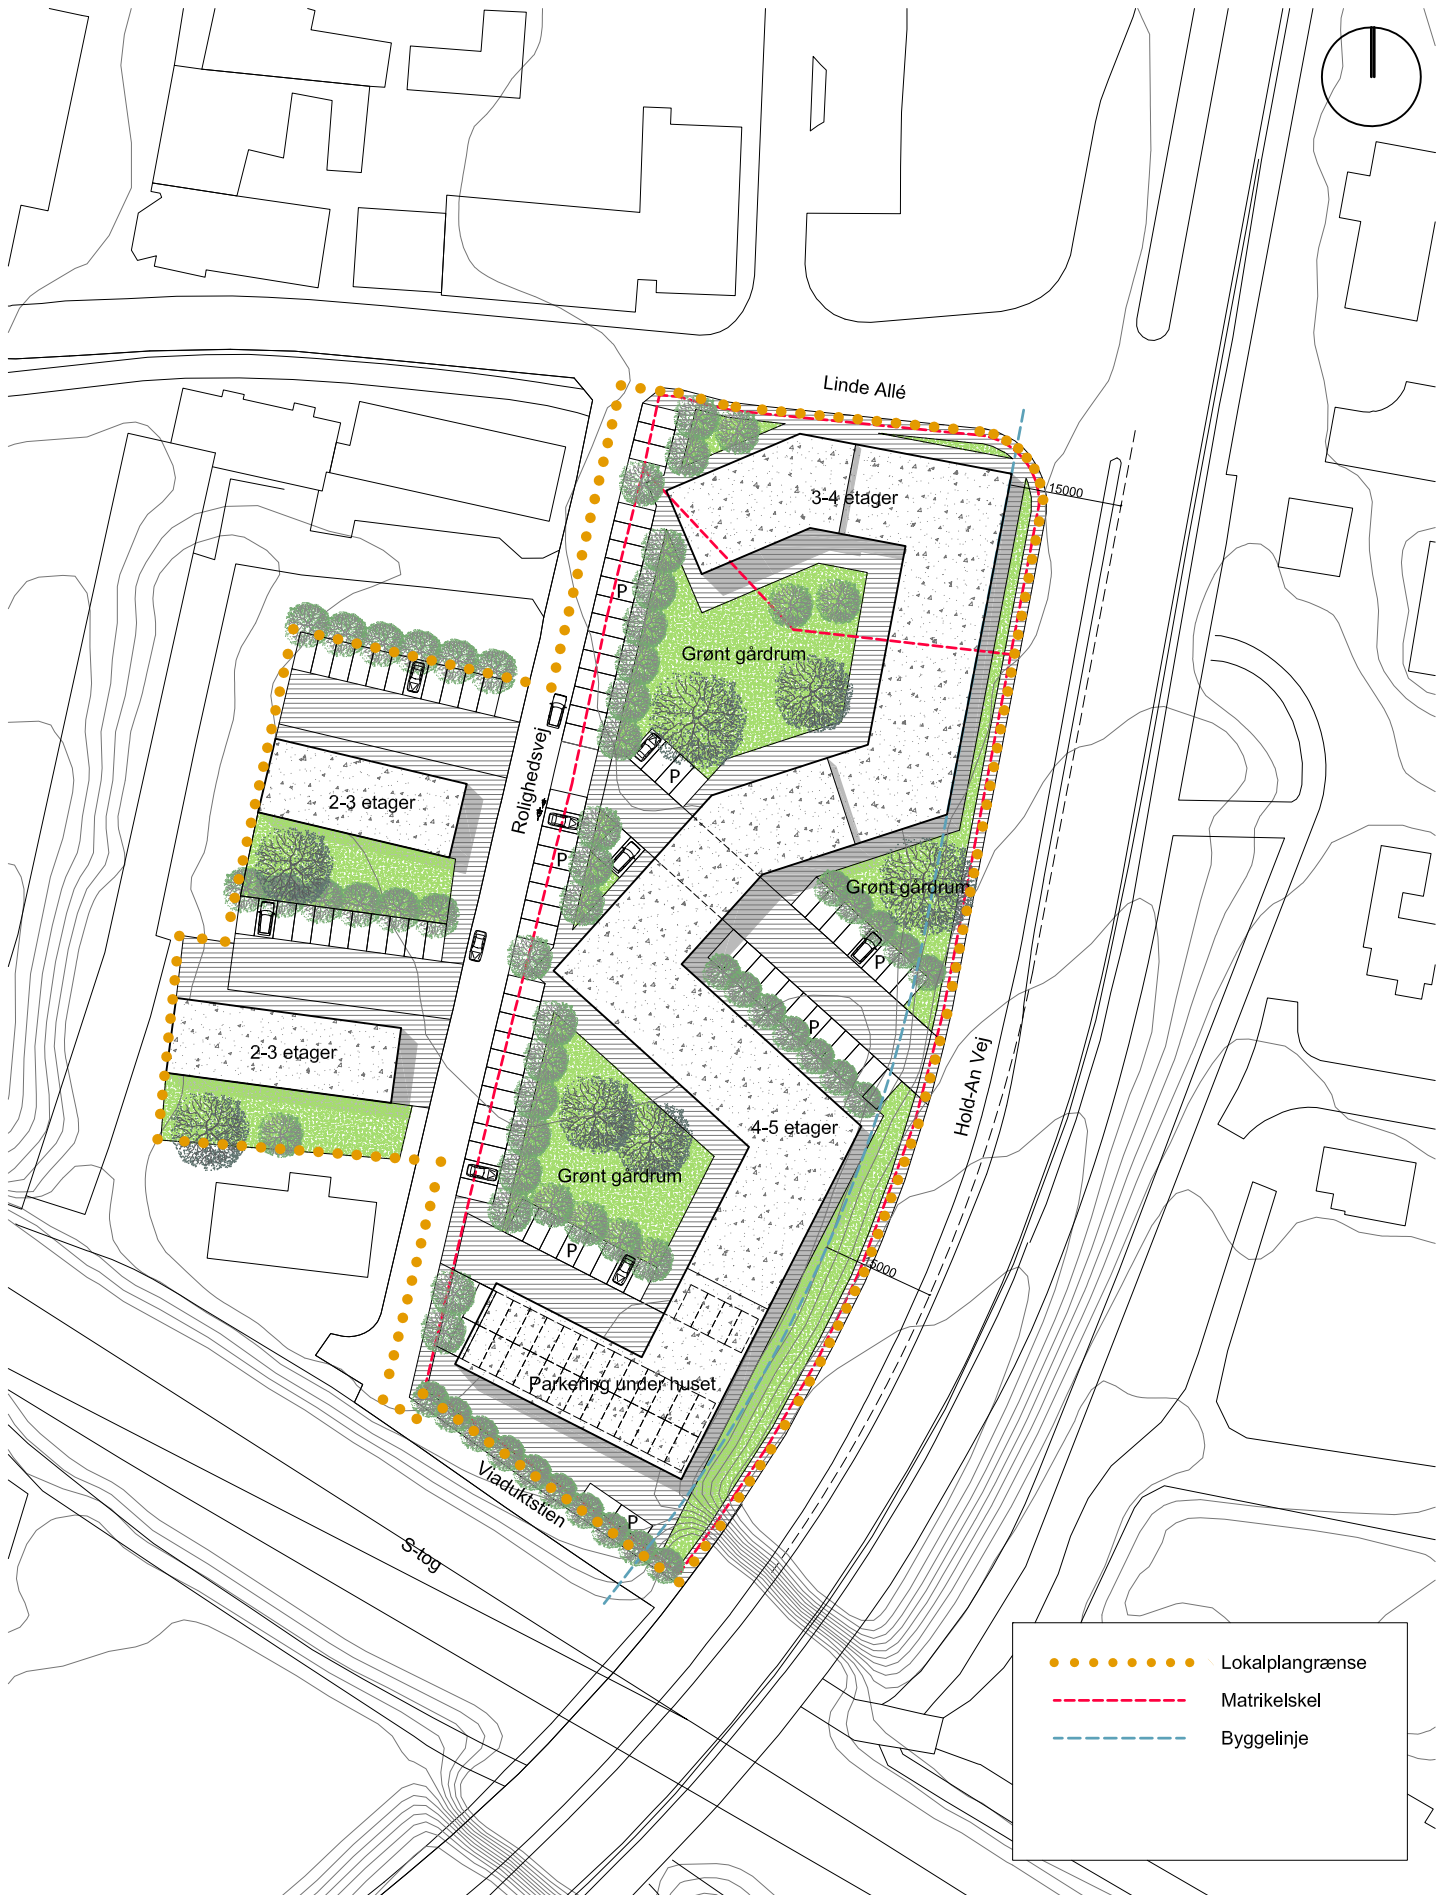 Linde Allé
3-4 etager
15000
P
Grønt gårdrum
Rolighedsvej
P
2-3 etager
P
Grønt gårdrum
P
P
2-3 etager
Hold-An Vej
4-5 etager
Grønt gårdrum
P
15000
Parkering under huset
Viaduktstien
P
S-tog
Lokalplangrænse
Matrikelskel
Byggelinje